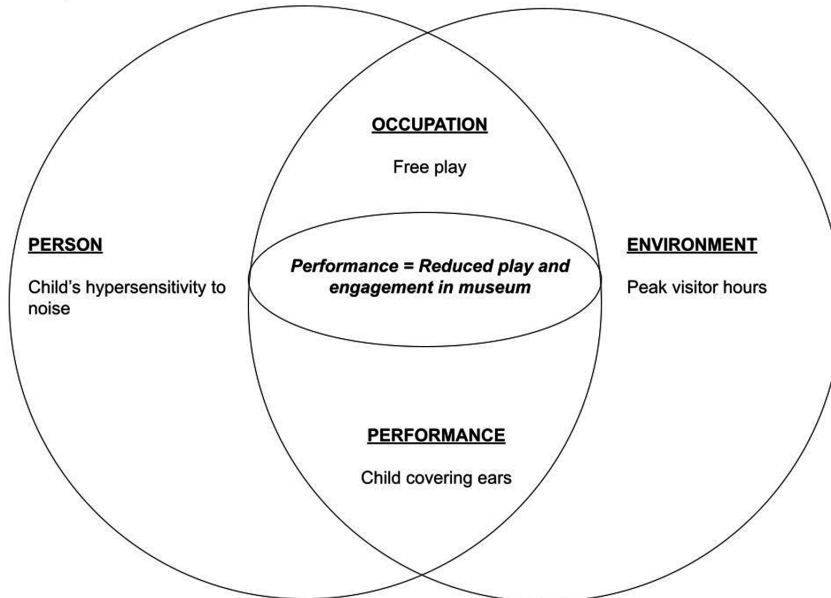 OCCUPATION
Free play
PERSON
Child's hypersensitivity to
noise
Performance = Reduced play and
engagement in museum
ENVIRONMENT
Peak visitor hours
PERFORMANCE
Child covering ears